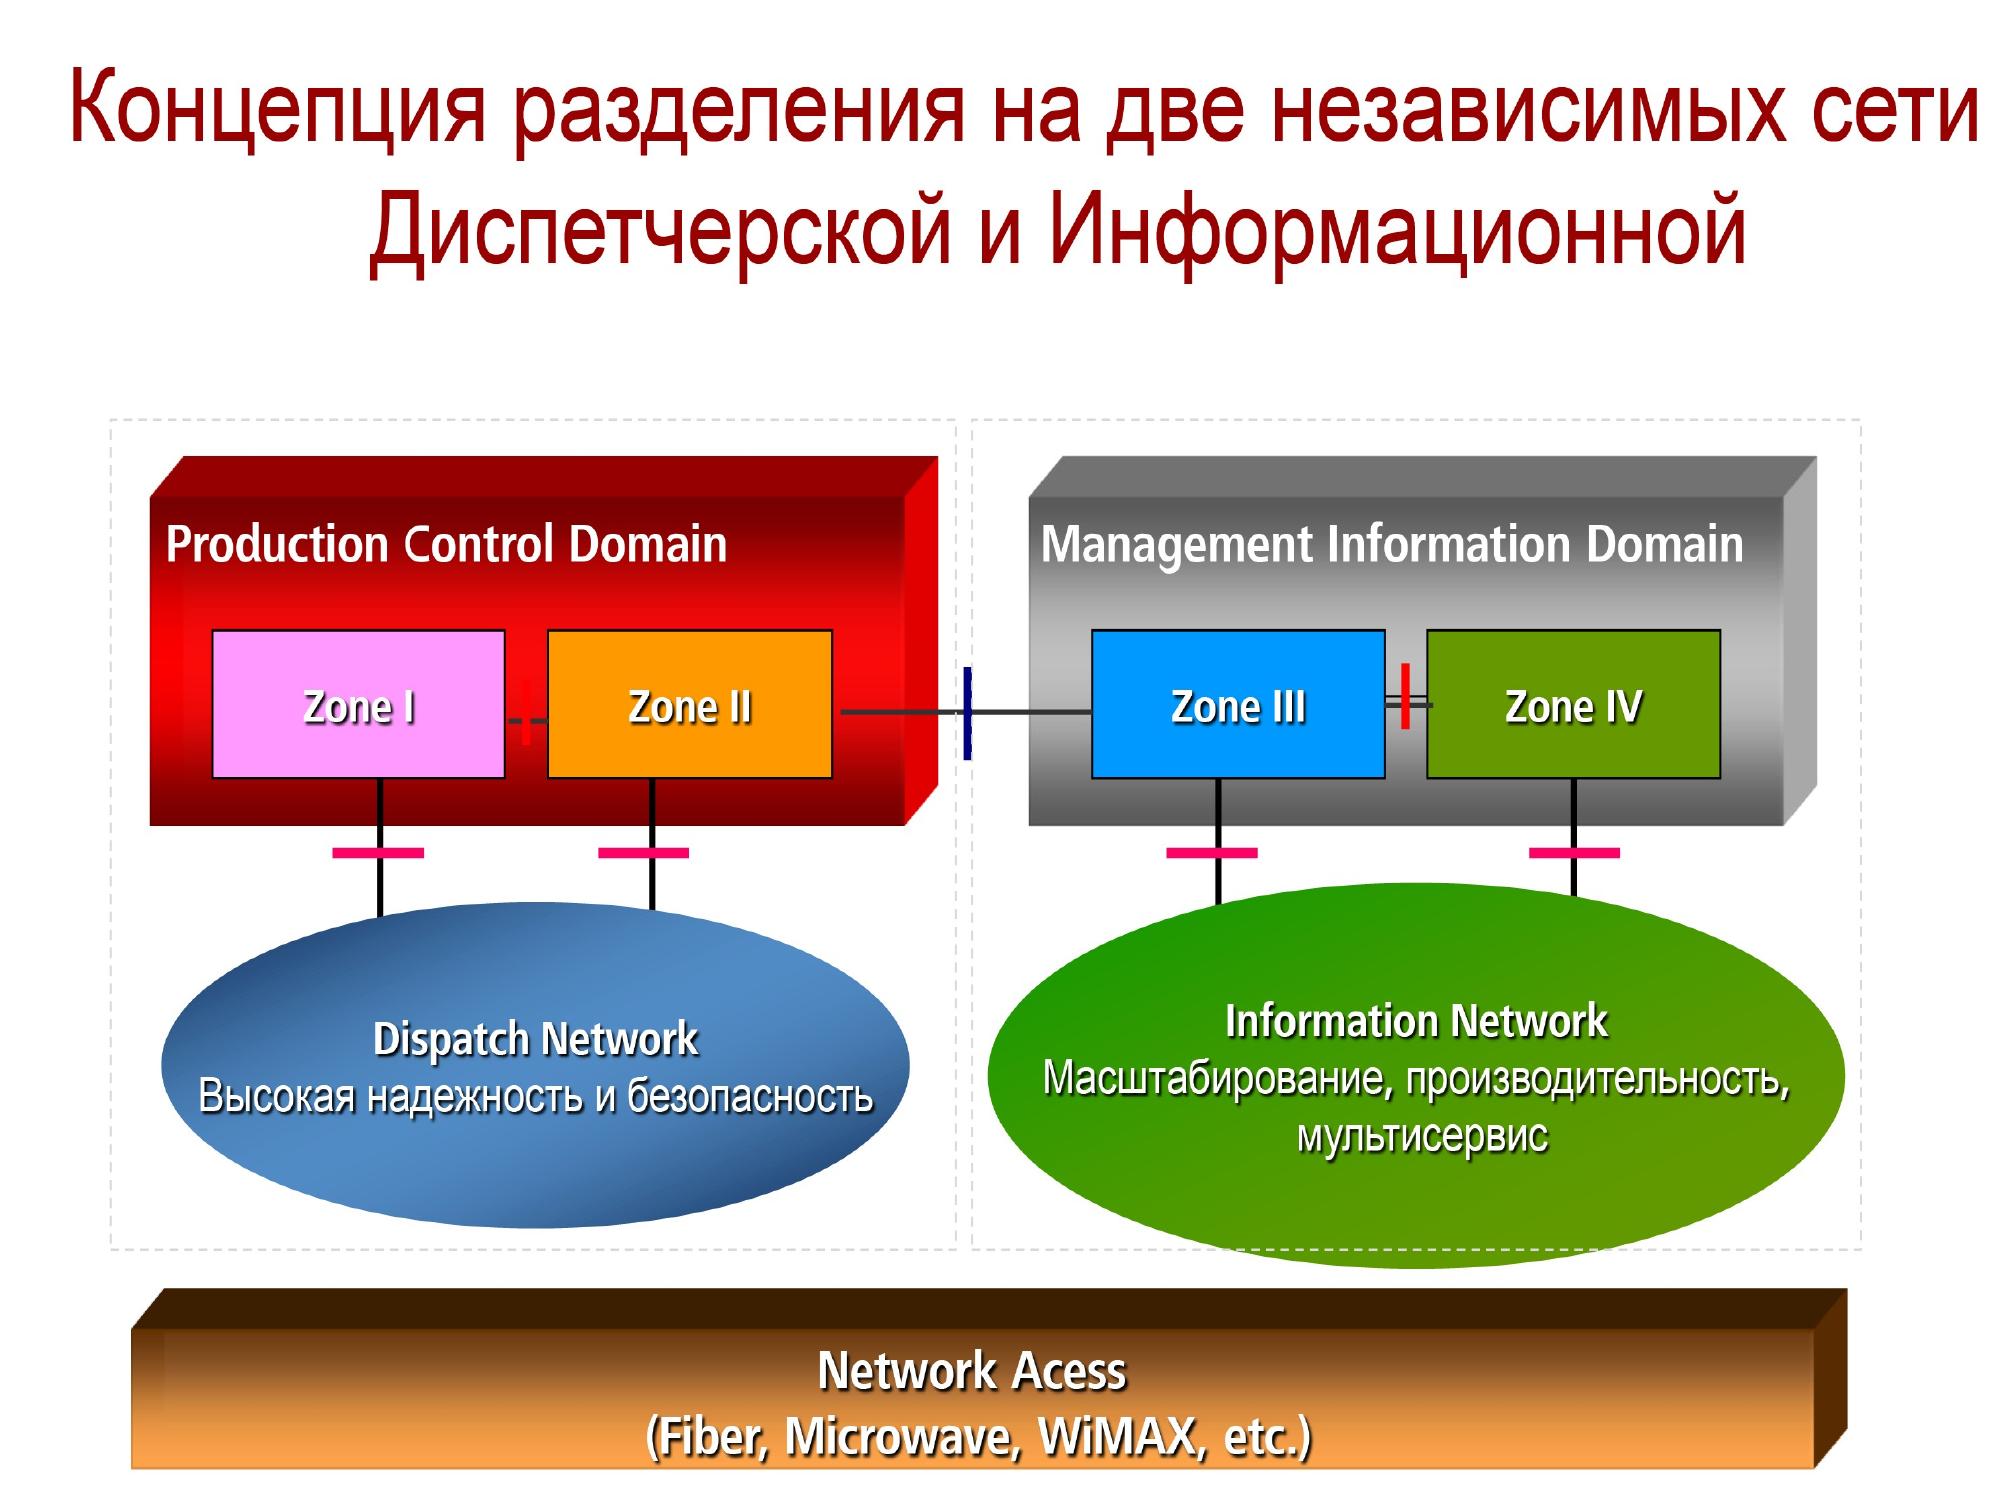 Концепция разделения на две независимых сети
Диспетчерской и Информационной
Production Control Domain
Management Information Domain
Zone I
Zone II
Zone III
Zone IV
Dispatch Network
Высокая надежность и безопасность
Information Network
Масштабирование, производительность,
мультисервис
Network Acess
(Fiber, Microwave, WiMAX, etc.)